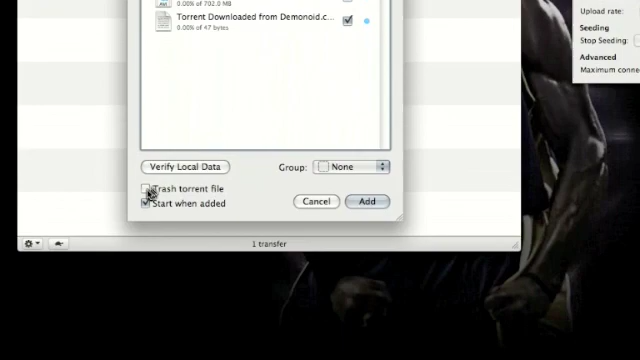 0.00% of 702.0 MB
Torrent Downloaded from Demonoid.c...
0.00% of 47 bytes
Upload rate:
Seeding
Stop Seeding:
Advanced
Maximum conne
Verify Local Data
Group:
None
Trash torrent file
Start when added
Cancel
Add
1 transfer